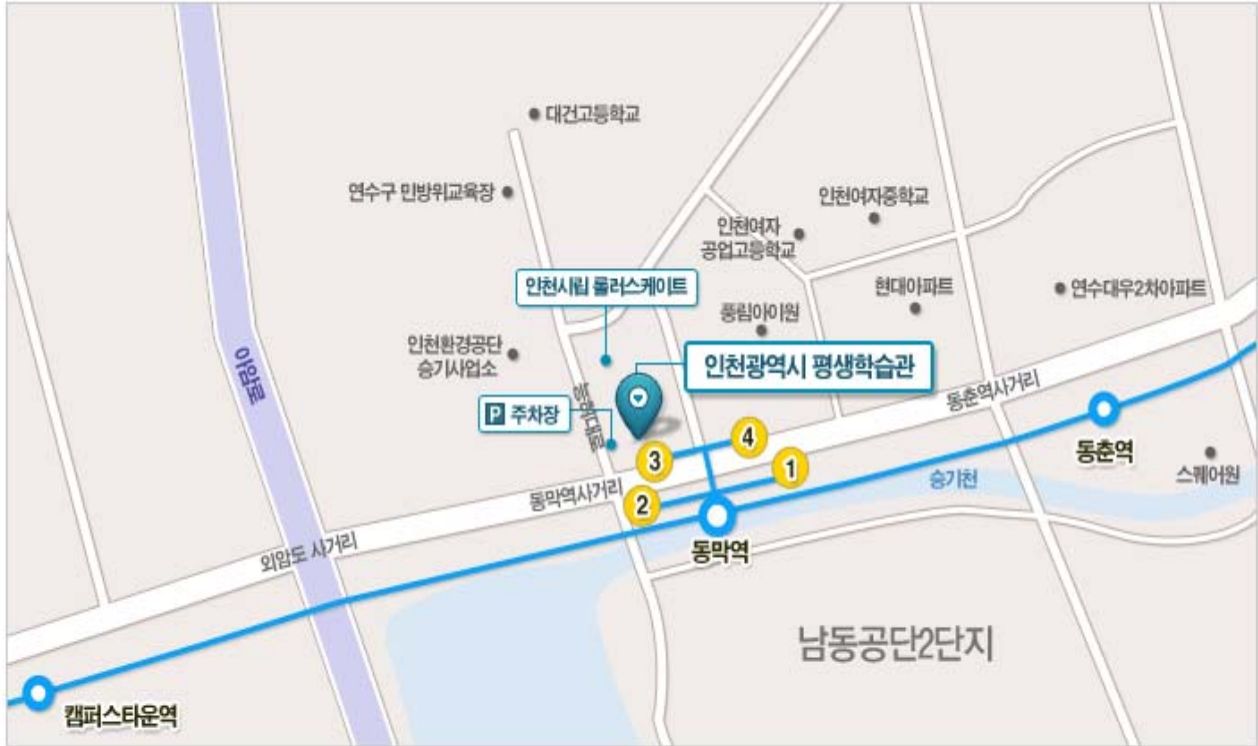 대건고등학교
연수구 민방위교육장
인천여자중학교
인천여자
공업고등학교
인천시립 롤러스케이트
현대아파트
연수대우2차아파트
풍림아이원
인천환경공단
승기사업소
인천광역시 평생학습관
아암로
P 주차장
능허대로
동춘역사거리
4
3
1
2
동춘역
스퀘어원
승기천
동막역사거리
동막역
외암도 사거리
남동공단2단지
캠퍼스타운역